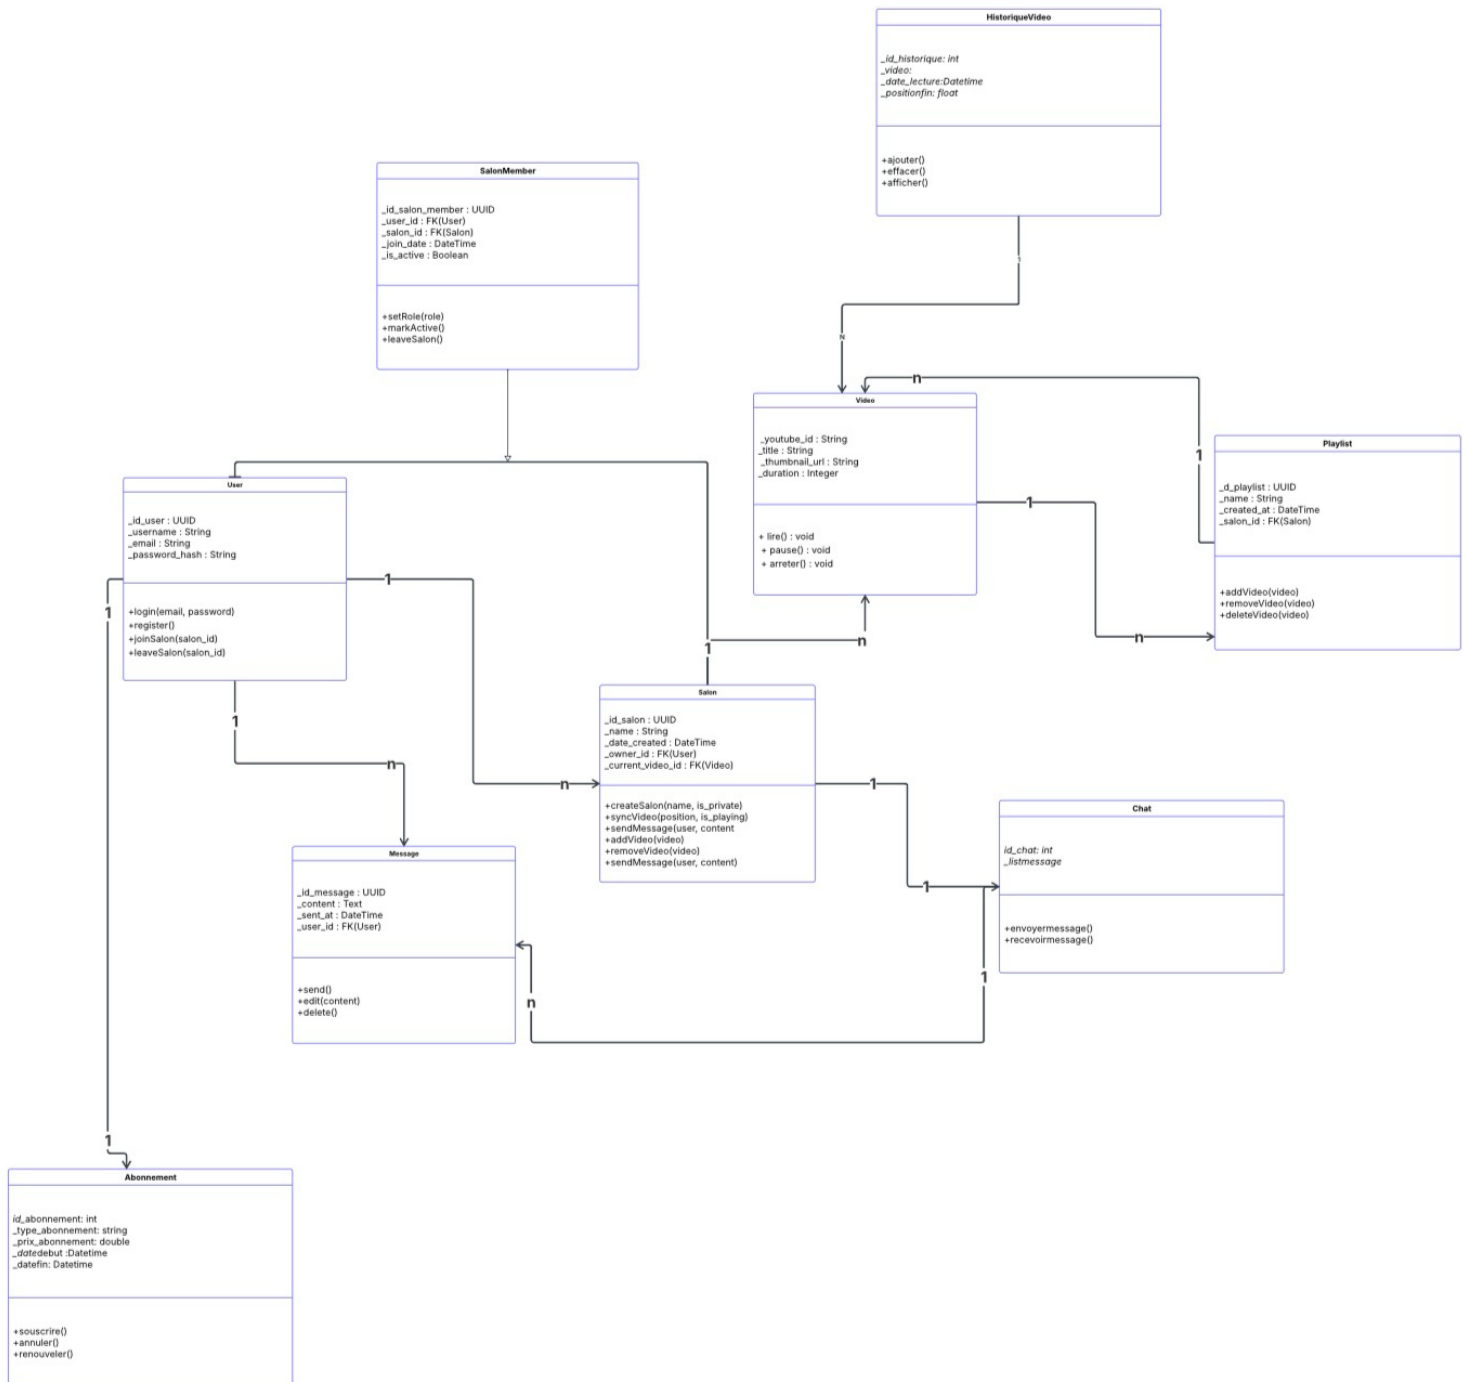 HistoriqueVideo
_id_historique: int
_video:
_date_lecture:Datetime
_positionfin: float
+ajouter()
+effacer()
+afficher()
1
N
SalonMember
_id_salon_member : UUID
_user_id : FK(User)
_salon_id : FK(Salon)
_join_date : DateTime
_is_active : Boolean
+setRole(role)
+markActive()
+leaveSalon()
n
1
Video
_youtube_id : String
_title : String
_thumbnail_url : String
_duration : Integer
+ lire() : void
+ pause() : void
+ arreter() : void
1
n
Playlist
_d_playlist : UUID
_name : String
_created_at : DateTime
_salon_id : FK(Salon)
+addVideo(video)
+removeVideo(video)
+deleteVideo(video)
User
_id_user : UUID
_username : String
_email : String
_password_hash : String
+login(email, password)
+register()
+joinSalon(salon_id)
+leaveSalon(salon_id)
1
1
n
1
n
1
n
Salon
_id_salon : UUID
_name : String
_date_created : DateTime
_owner_id : FK(User)
_current_video_id : FK(Video)
+createSalon(name, is_private)
+syncVideo(position, is_playing)
+sendMessage(user, content
+addVideo(video)
+removeVideo(video)
+sendMessage(user, content)
1
1
Chat
id_chat: int
_listmessage
+envoyermessage()
+recevoirmessage()
1
n
Message
_id_message : UUID
_content : Text
_sent_at : DateTime
_user_id : FK(User)
+send()
+edit(content)
+delete()
1
Abonnement
id_abonnement: int
_type_abonnement: string
_prix_abonnement: double
_datedebut :Datetime
_datefin: Datetime
+souscrire()
+annuler()
+renouveler()